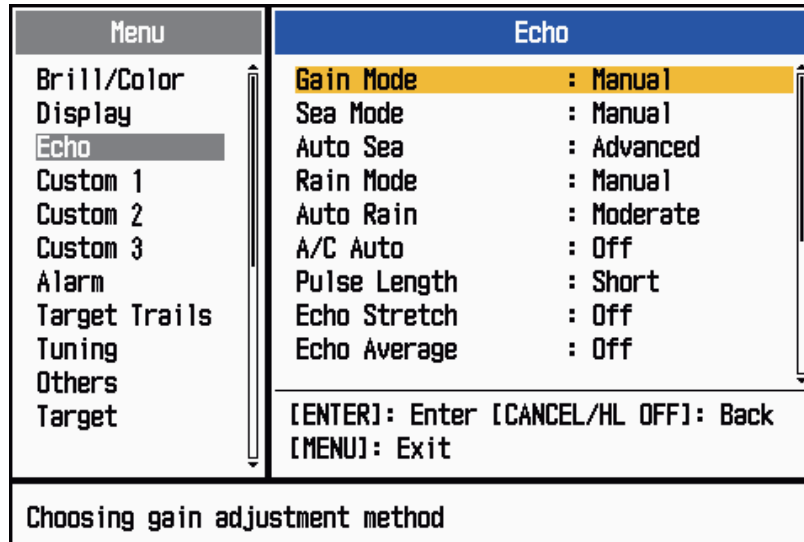 Menu
Brill/Color
Display
Echo
Custom 1
Custom 2
Custom 3
Alarm
Target Trails
Tuning
Others
Target
Echo
Gain Mode : Manual
Sea Mode : Manual
Auto Sea : Advanced
Rain Mode : Manual
Auto Rain : Moderate
A/C Auto : Off
Pulse Length : Short
Echo Stretch : Off
Echo Average : Off
[ENTER]: Enter [CANCEL/HL OFF]: Back
[MENU]: Exit
Choosing gain adjustment method